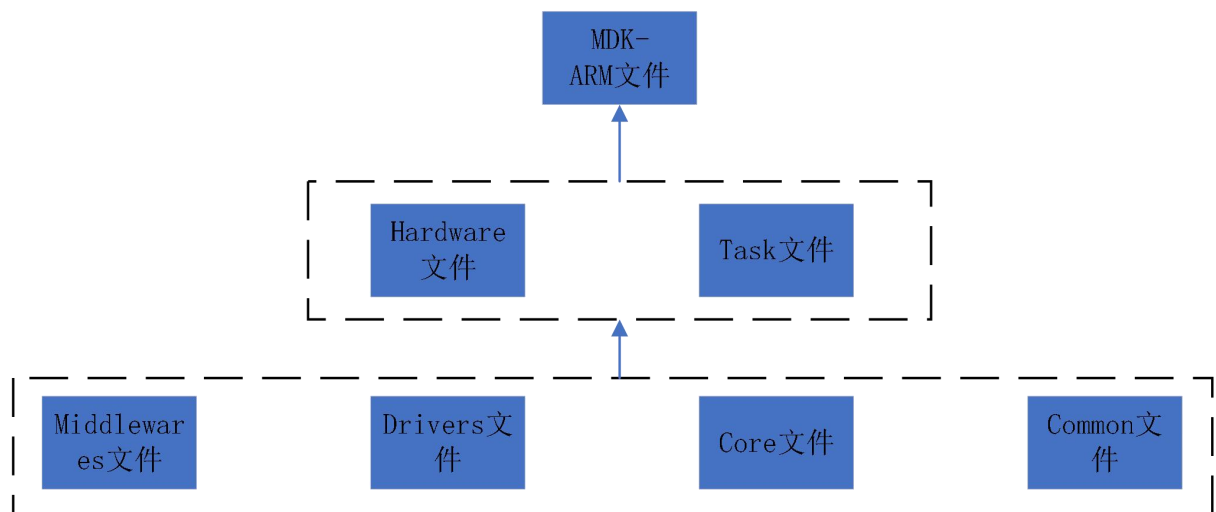 MDK-
ARM文件
Hardware
文件
Task文件
Middlewar
es文件
Drivers文
件
Core文件
Common文
件